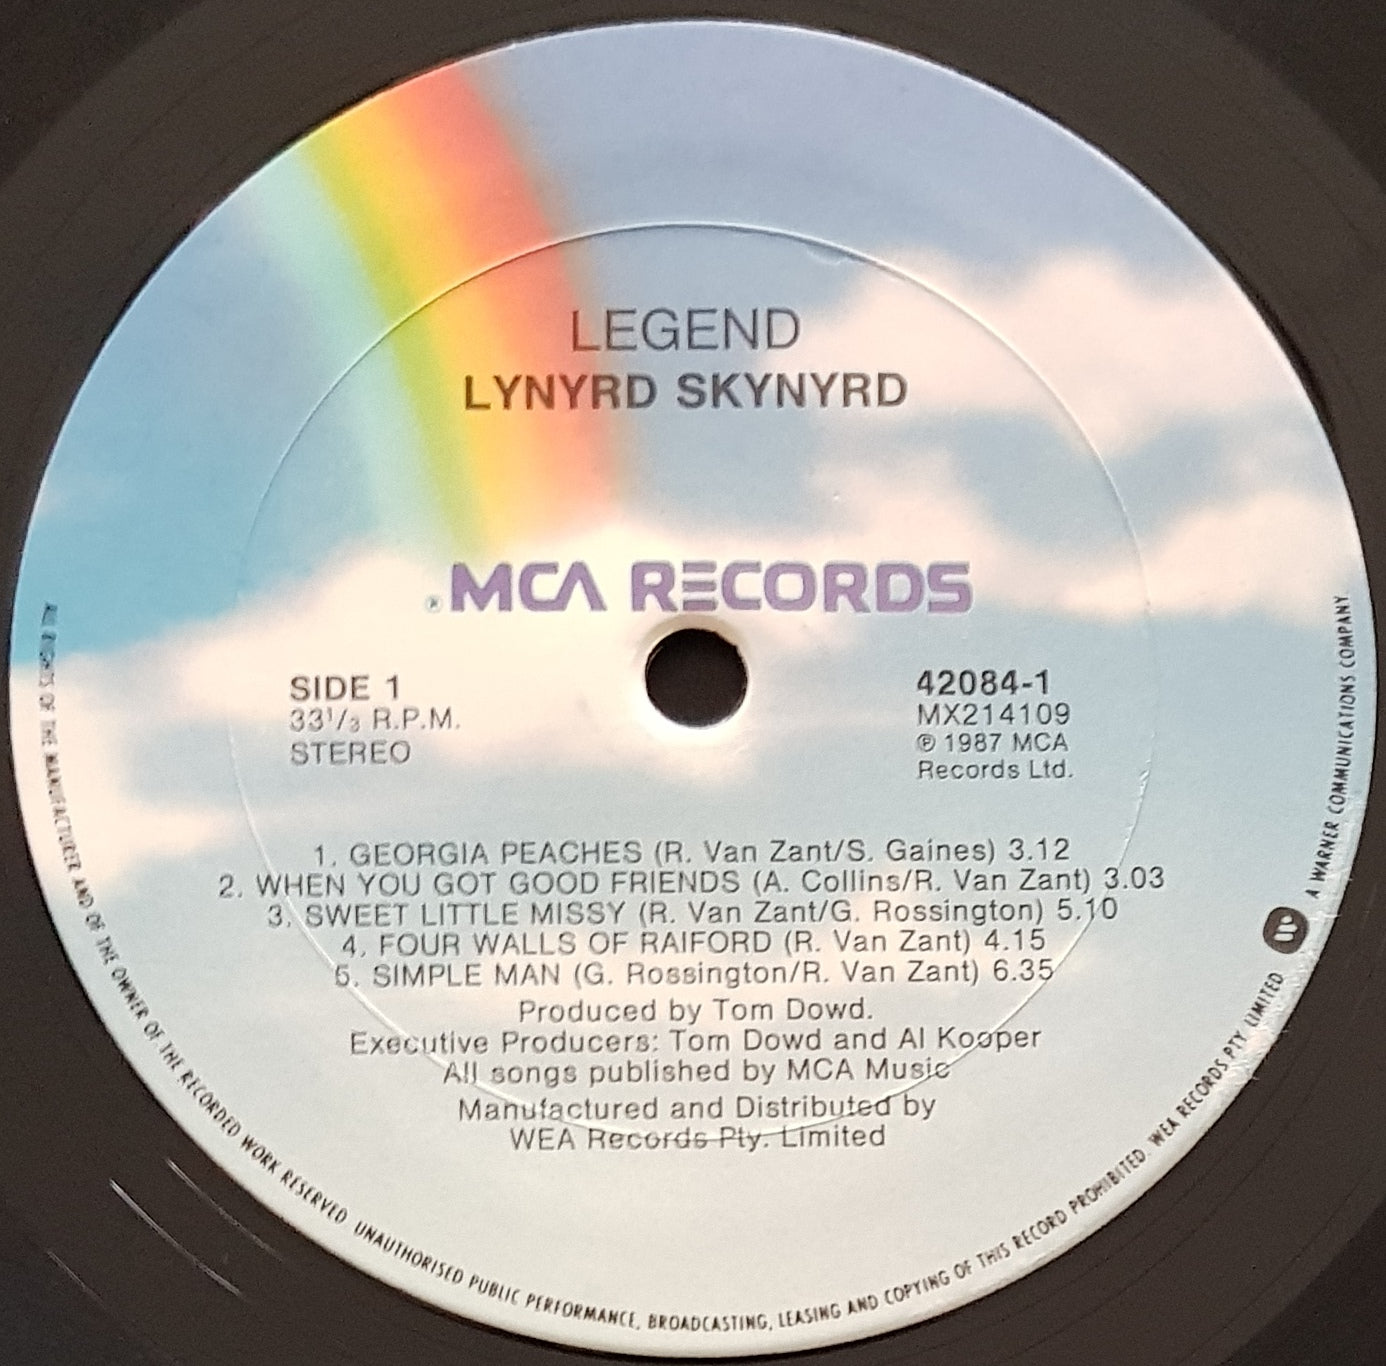 LEGEND
LYNYRD SKYNYRD
® MCA RECORDS
SIDE 1
33 1/3 R.P.M.
STEREO
42084-1
MX214109
℗ 1987 MCA
Records Ltd.
1. GEORGIA PEACHES (R. Van Zant/S. Gaines) 3.12
2. WHEN YOU GOT GOOD FRIENDS (A. Collins/R. Van Zant) 3.03
3. SWEET LITTLE MISSY (R. Van Zant/G. Rossington) 5.10
4. FOUR WALLS OF RAIFORD (R. Van Zant) 4.15
5. SIMPLE MAN (G. Rossington/R. Van Zant) 6.35
Produced by Tom Dowd.
Executive Producers: Tom Dowd and Al Kooper
All songs published by MCA Music
Manufactured and Distributed by
WEA Records Pty. Limited
ALL RIGHTS OF THE MANUFACTURER AND OF THE OWNER OF THE RECORDED WORK RESERVED UNAUTHORISED PUBLIC PERFORMANCE, BROADCASTING, LEASING AND COPYING OF THIS RECORD PROHIBITED. WEA RECORDS PTY. LIMITED A WARNER COMMUNICATIONS COMPANY